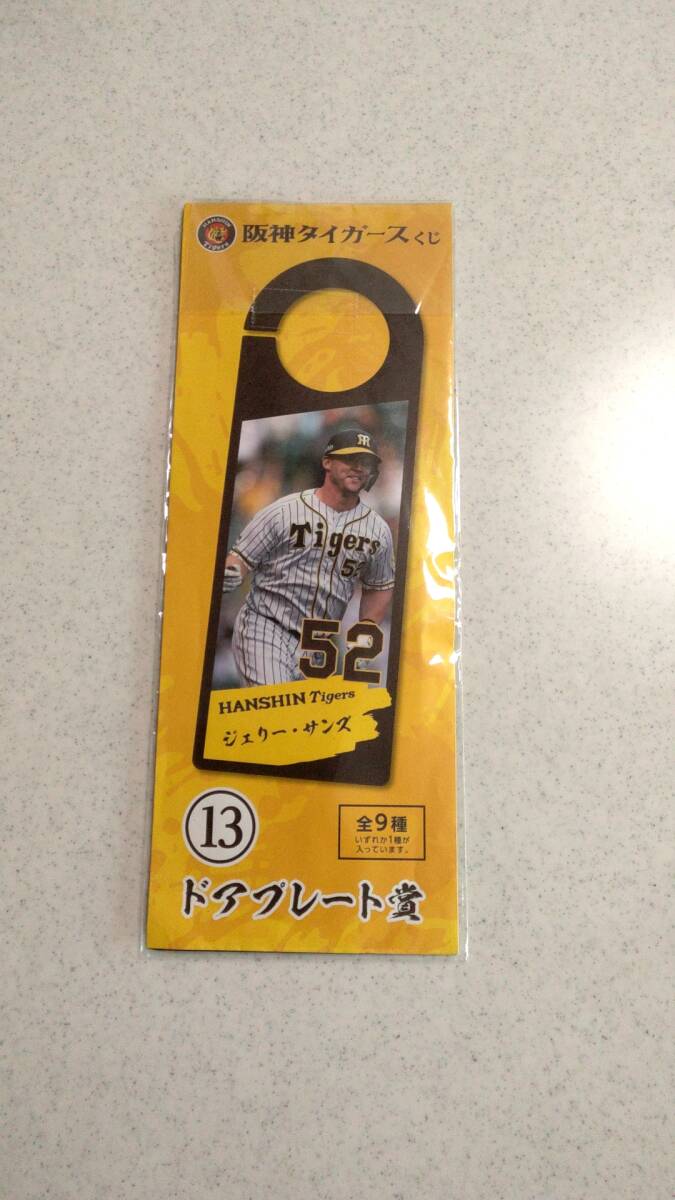 HANSHIN
Tigers
阪神タイガースくじ
Tigers
52
52
HANSHIN Tigers
ジェリー・サンズ
13
全9種
いずれか1種が
入っています。
ドアプレート賞